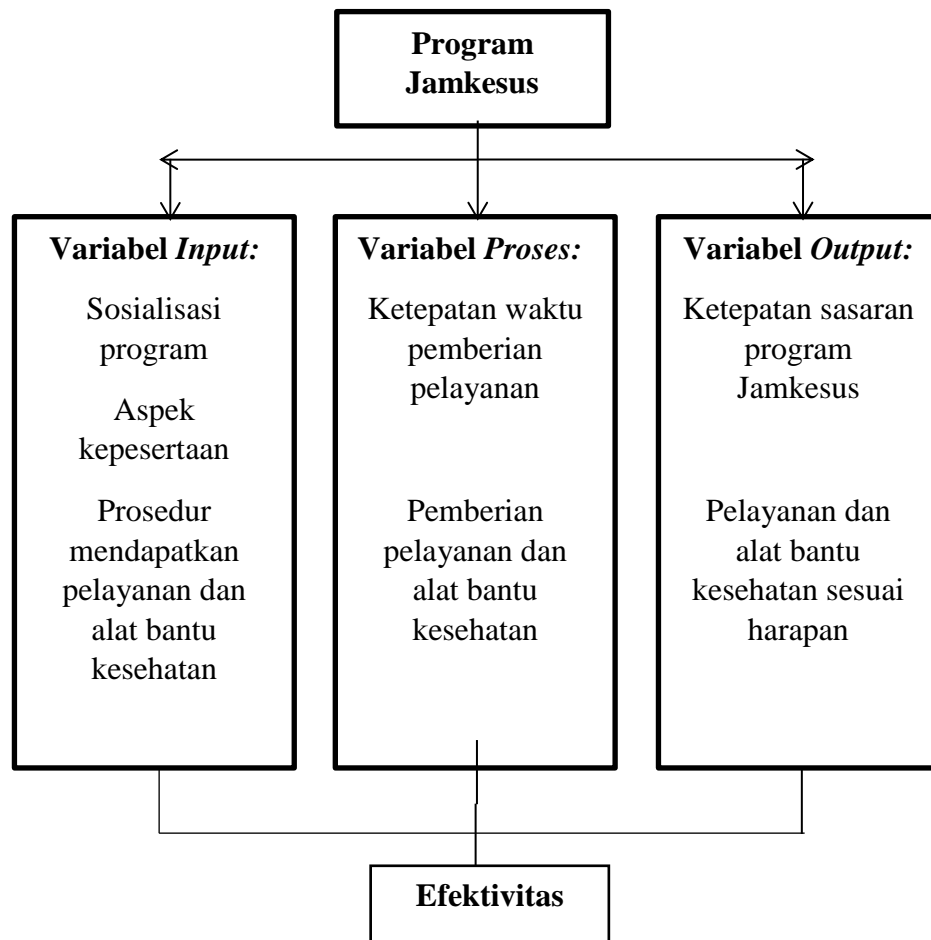 Program
Jamkesus
Variabel Input:
Sosialisasi
program
Aspek
kepesertaan
Prosedur
mendapatkan
pelayanan dan
alat bantu
kesehatan
Variabel Proses:
Ketepatan waktu
pemberian
pelayanan
Pemberian
pelayanan dan
alat bantu
kesehatan
Variabel Output:
Ketepatan sasaran
program
Jamkesus
Pelayanan dan
alat bantu
kesehatan sesuai
harapan
Efektivitas